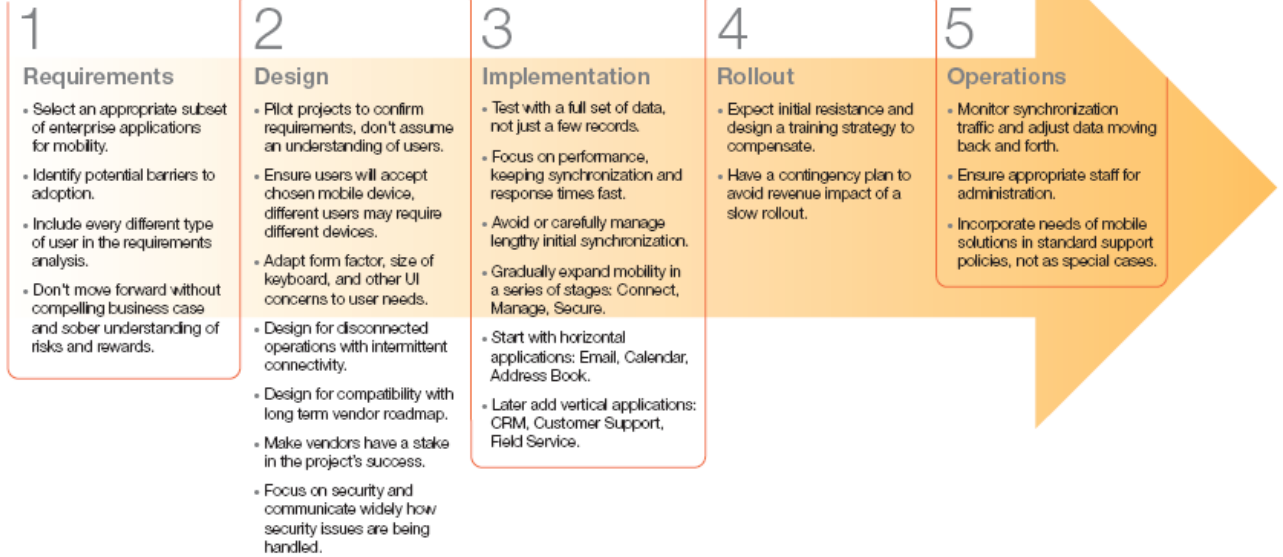 1
Requirements
• Select an appropriate subset
of enterprise applications
for mobility.
• Identify potential barriers to
adoption.
• Include every different type
of user in the requirements
analysis.
• Don't move forward without
compelling business case
and sober understanding of
risks and rewards.
2
Design
• Pilot projects to confirm
requirements, don't assume
an understanding of users.
• Ensure users will accept
chosen mobile device,
different users may require
different devices.
• Adapt form factor, size of
keyboard, and other UI
concerns to user needs.
• Design for disconnected
operations with intermittent
connectivity.
• Design for compatibility with
long term vendor roadmap.
• Make vendors have a stake
in the project's success.
• Focus on security and
communicate widely how
security issues are being
handled.
3
Implementation
• Test with a full set of data,
not just a few records.
• Focus on performance,
keeping synchronization and
response times fast.
• Avoid or carefully manage
lengthy initial synchronization.
• Gradually expand mobility in
a series of stages: Connect,
Manage, Secure.
• Start with horizontal
applications: Email, Calendar,
Address Book.
• Later add vertical applications:
CRM, Customer Support,
Field Service.
4
Rollout
• Expect initial resistance and
design a training strategy to
compensate.
• Have a contingency plan to
avoid revenue impact of a
slow rollout.
5
Operations
• Monitor synchronization
traffic and adjust data moving
back and forth.
• Ensure appropriate staff for
administration.
• Incorporate needs of mobile
solutions in standard support
policies, not as special cases.